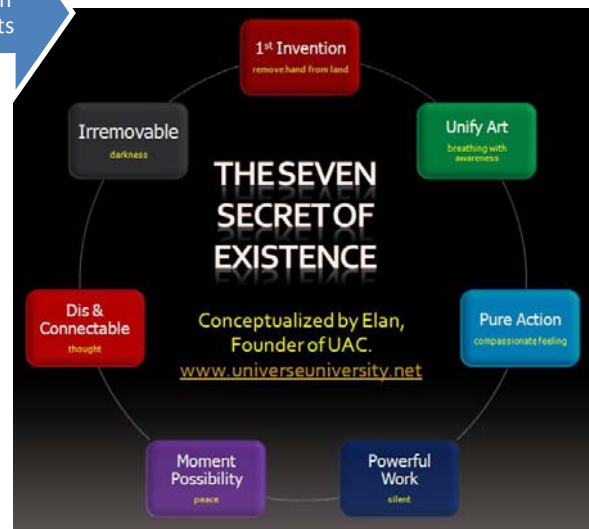 ts
1st Invention
remove hand from land
Unify Art
breathing with
awareness
Pure Action
compassionate feeling
Powerful
Work
silent
Moment
Possibility
peace
Dis &
Connectable
thought
Irremovable
darkness
THE SEVEN
SECRET OF
EXISTENCE
Conceptualized by Elan,
Founder of UAC.
www.universeuniversity.net